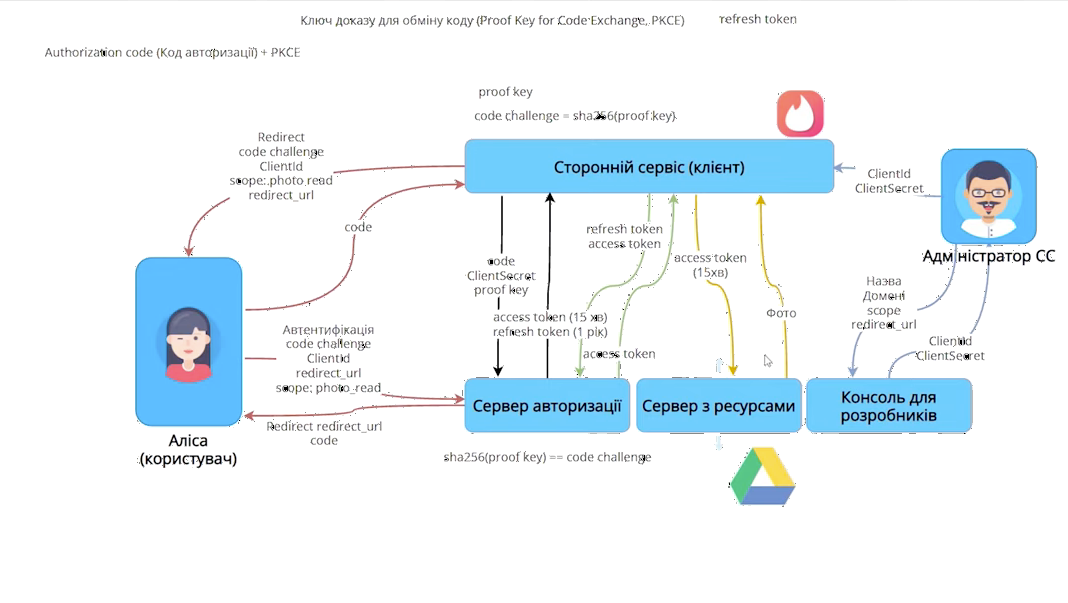 Ключ доказу для обміну коду (Proof Key for Code Exchange, PKCE)
refresh token
Authorization code (Код авторизації) + PKCE
proof key
code challenge = sha256(proof key)
Redirect
code challenge
ClientId
scope: photo_read
redirect_url
Сторонній сервіс (клієнт)
ClientId
ClientSecret
code
refresh token
access token
Адміністратор СС
access token
(15хв)
code
ClientSecret
proof key
Назва
Домені
scope
redirect_url
Фото
access token (15 хв)
refresh token (1 рік)
Автентифікація
code challenge
ClientId
redirect_url
scope: photo_read
access token
ClientId
ClientSecret
Сервер авторизації
Сервер з ресурсами
Консоль для
розробників
Redirect redirect_url
code
Аліса
(користувач)
sha256(proof key) == code challenge